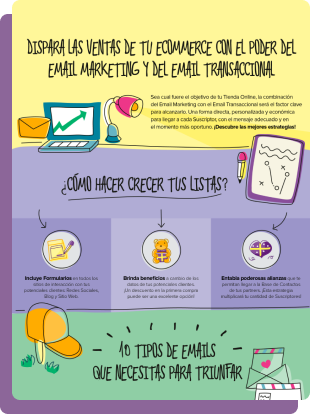 DISPARA LAS VENTAS DE TU ECOMMERCE CON EL PODER DEL
EMAIL MARKETING Y DEL EMAIL TRANSACCIONAL
Sea cual fuere el objetivo de tu Tienda Online, la combinación
del Email Marketing con el Email Transaccional será el factor clave
para alcanzarlo. Una forma directa, personalizada y económica
para llegar a cada Suscriptor, con el mensaje adecuado y en
el momento más oportuno. ¡Descubre las mejores estrategias!
¿CÓMO HACER CRECER TUS LISTAS?
Incluye Formularios en todos los
sitios de interacción con tus
potenciales clientes: Redes Sociales,
Blog y Sitio Web.
Brinda beneficios a cambio de los
datos de tus potenciales clientes.
¡Un descuento en la primera compra
puede ser una excelente opción!
Entabla poderosas alianzas que te
permitan llegar a la Base de Contactos
de tus partners. ¡Esta estrategia
multiplicará tu cantidad de Suscriptores!
10 TIPOS DE EMAILS
QUE NECESITAS PARA TRIUNFAR